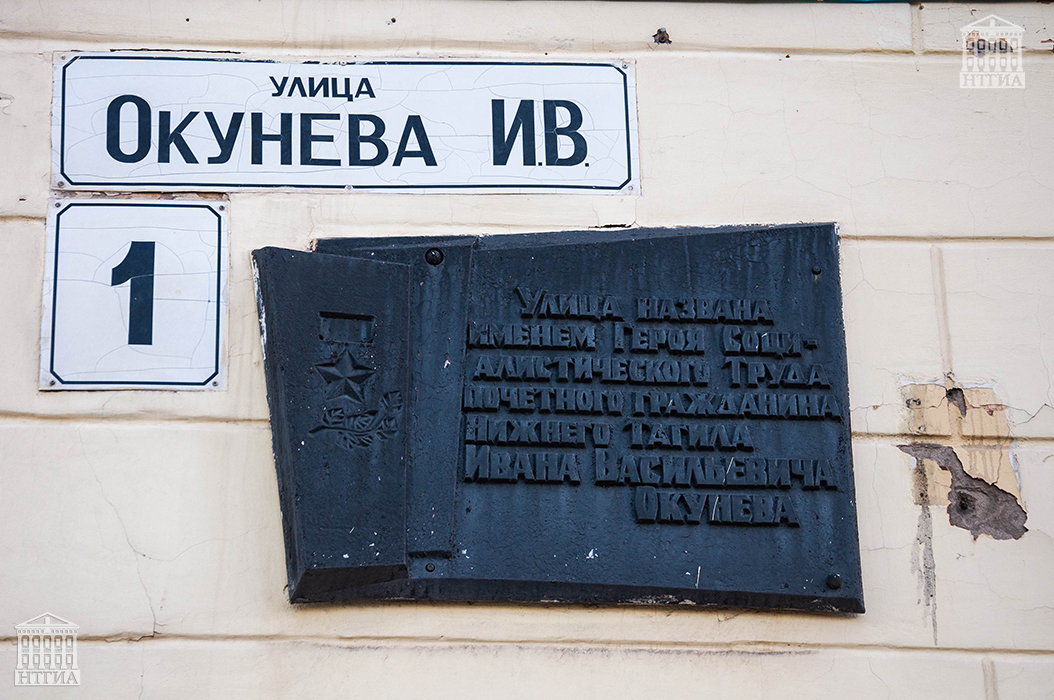 УЛИЦА
ОКУНЕВА И.В.
1
УЛИЦА НАЗВАНА
ИМЕНЕМ ГЕРОЯ СОЦИ-
АЛИСТИЧЕСКОГО ТРУДА
ПОЧЕТНОГО ГРАЖДАНИНА
НИЖНЕГО ТАГИЛА
ИВАНА ВАСИЛЬЕВИЧА
ОКУНЕВА
НТГИА
НТГИА